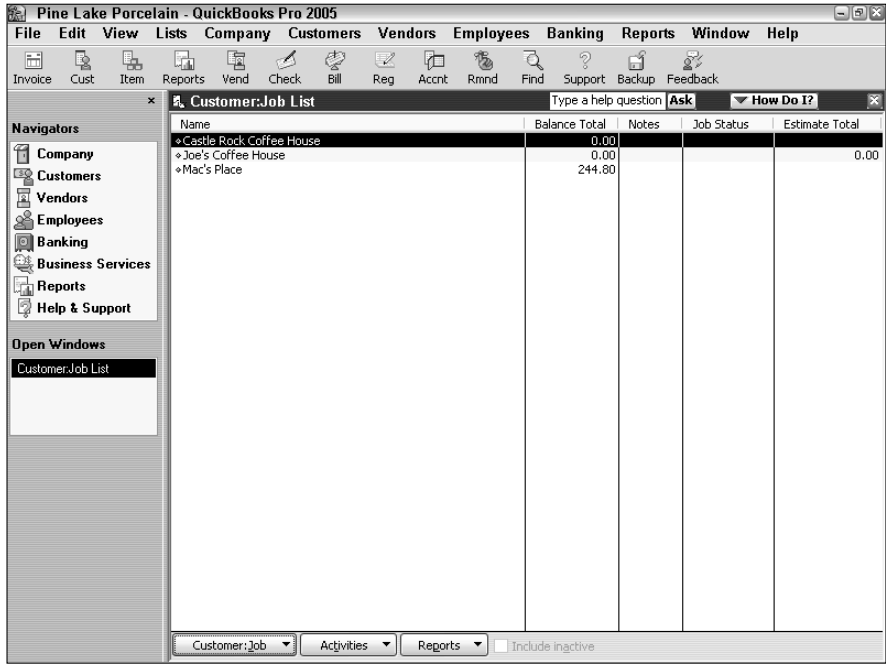 Pine Lake Porcelain - QuickBooks Pro 2005
File Edit View Lists Company Customers Vendors Employees Banking Reports Window Help
Invoice Cust Item Reports Vend Check Bill Reg Accnt Rmnd Find Support Backup Feedback
Customer:Job List Type a help question Ask How Do I?
Navigators
Company
Customers
Vendors
Employees
Banking
Business Services
Reports
Help & Support
Open Windows
Customer:Job List
Name Balance Total Notes Job Status Estimate Total
Castle Rock Coffee House 0.00
Joe's Coffee House 0.00 0.00
Mac's Place 244.80
Customer:Job Activities Reports Include inactive